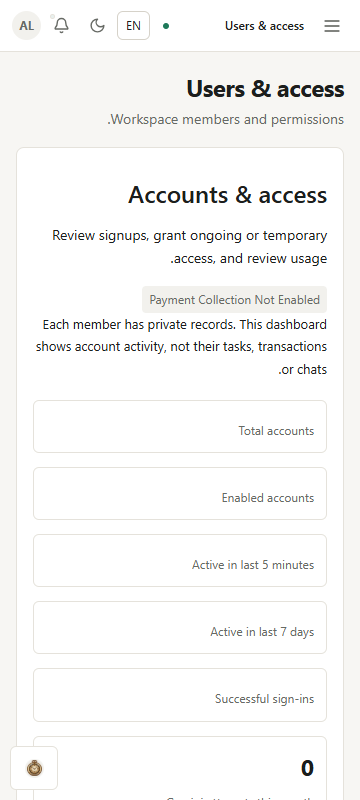 AL
EN
Users & access
Users & access
.Workspace members and permissions
Accounts & access
Review signups, grant ongoing or temporary
.access, and review usage
Payment Collection Not Enabled
Each member has private records. This dashboard
shows account activity, not their tasks, transactions
.or chats
Total accounts
Enabled accounts
Active in last 5 minutes
Active in last 7 days
Successful sign-ins
0